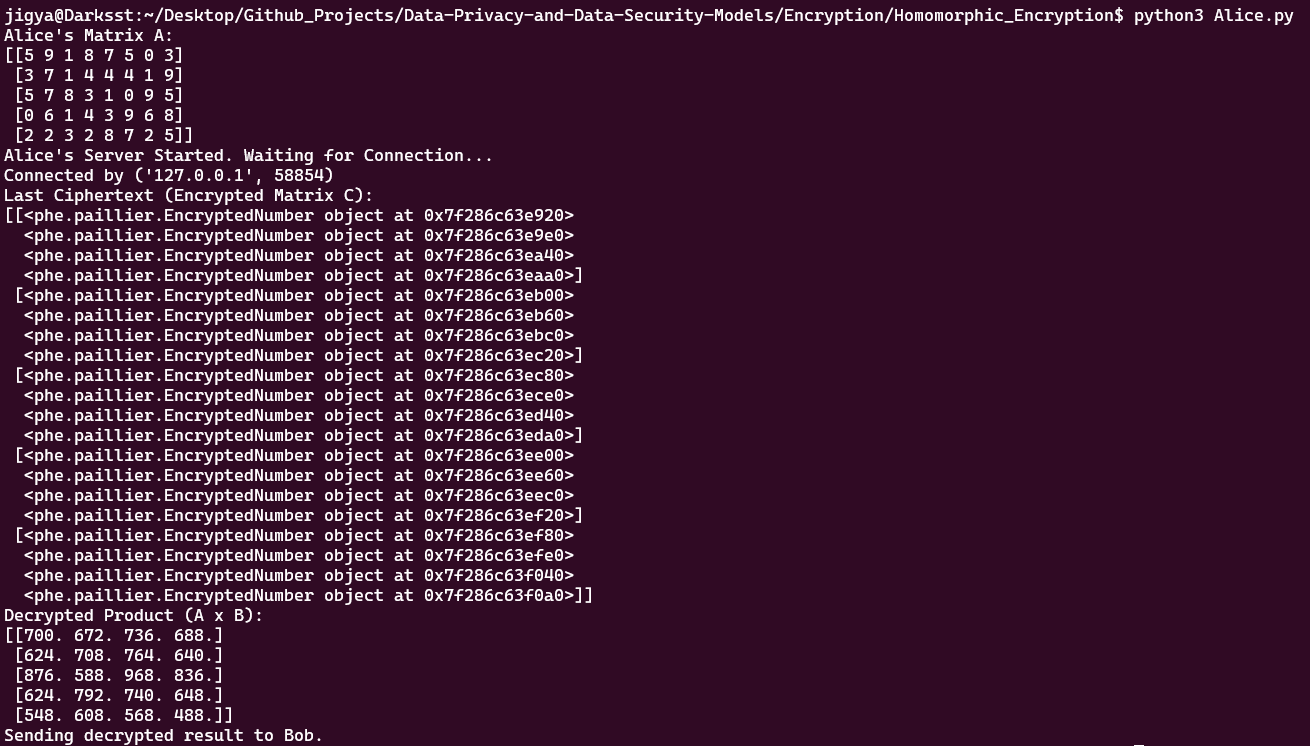 jigya@Darksst:~/Desktop/Github_Projects/Data-Privacy-and-Data-Security-Models/Encryption/Homomorphic_Encryption$ python3 Alice.py
Alice's Matrix A:
[[5 9 1 8 7 5 0 3]
 [3 7 1 4 4 4 1 9]
 [5 7 8 3 1 0 9 5]
 [0 6 1 4 3 9 6 8]
 [2 2 3 2 8 7 2 5]]
Alice's Server Started. Waiting for Connection...
Connected by ('127.0.0.1', 58854)
Last Ciphertext (Encrypted Matrix C):
[[<phe.paillier.EncryptedNumber object at 0x7f286c63e920>
  <phe.paillier.EncryptedNumber object at 0x7f286c63e9e0>
  <phe.paillier.EncryptedNumber object at 0x7f286c63ea40>
  <phe.paillier.EncryptedNumber object at 0x7f286c63eaa0>]
 [<phe.paillier.EncryptedNumber object at 0x7f286c63eb00>
  <phe.paillier.EncryptedNumber object at 0x7f286c63eb60>
  <phe.paillier.EncryptedNumber object at 0x7f286c63ebc0>
  <phe.paillier.EncryptedNumber object at 0x7f286c63ec20>]
 [<phe.paillier.EncryptedNumber object at 0x7f286c63ec80>
  <phe.paillier.EncryptedNumber object at 0x7f286c63ece0>
  <phe.paillier.EncryptedNumber object at 0x7f286c63ed40>
  <phe.paillier.EncryptedNumber object at 0x7f286c63eda0>]
 [<phe.paillier.EncryptedNumber object at 0x7f286c63ee00>
  <phe.paillier.EncryptedNumber object at 0x7f286c63ee60>
  <phe.paillier.EncryptedNumber object at 0x7f286c63eec0>
  <phe.paillier.EncryptedNumber object at 0x7f286c63ef20>]
 [<phe.paillier.EncryptedNumber object at 0x7f286c63ef80>
  <phe.paillier.EncryptedNumber object at 0x7f286c63efe0>
  <phe.paillier.EncryptedNumber object at 0x7f286c63f040>
  <phe.paillier.EncryptedNumber object at 0x7f286c63f0a0>]]
Decrypted Product (A x B):
[[700. 672. 736. 688.]
 [624. 708. 764. 640.]
 [876. 588. 968. 836.]
 [624. 792. 740. 648.]
 [548. 608. 568. 488.]]
Sending decrypted result to Bob.